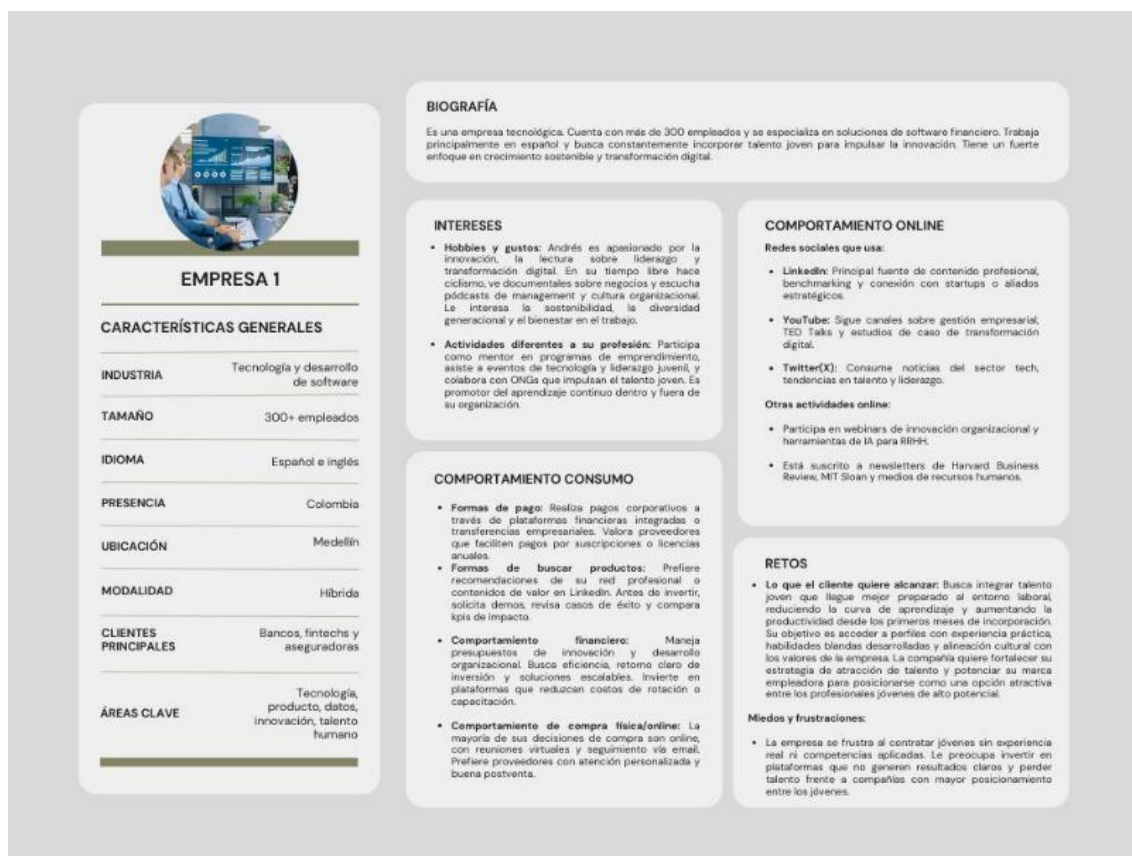 EMPRESA 1
CARACTERÍSTICAS GENERALES
INDUSTRIA
Tecnología y desarrollo
de software
TAMAÑO
300+ empleados
IDIOMA
Español e inglés
PRESENCIA
Colombia
UBICACIÓN
Medellín
MODALIDAD
Híbrida
CLIENTES
PRINCIPALES
Bancos, fintechs y
aseguradoras
ÁREAS CLAVE
Tecnología,
producto, datos,
innovación, talento
humano
BIOGRAFÍA
Es una empresa tecnológica. Cuenta con más de 300 empleados y se especializa en soluciones de software financiero. Trabaja
principalmente en español y busca constantemente incorporar talento joven para impulsar la innovación. Tiene un fuerte
enfoque en crecimiento sostenible y transformación digital.
INTERESES
• Hobbies y gustos: Andrés es apasionado por la
innovación, la lectura sobre liderazgo y
transformación digital. En su tiempo libre hace
ciclismo, ve documentales sobre negocios y escucha
pódcasts de management y cultura organizacional.
Le interesa la sostenibilidad, la diversidad
generacional y el bienestar en el trabajo.
• Actividades diferentes a su profesión: Participa
como mentor en programas de emprendimiento,
asiste a eventos de tecnología y liderazgo juvenil, y
colabora con ONGs que impulsan el talento joven. Es
promotor del aprendizaje continuo dentro y fuera de
su organización.
COMPORTAMIENTO CONSUMO
• Formas de pago: Realiza pagos corporativos a
través de plataformas financieras integradas o
transferencias empresariales. Valora proveedores
que faciliten pagos por suscripciones o licencias
anuales.
• Formas de buscar productos: Prefiere
recomendaciones de su red profesional o
contenidos de valor en LinkedIn. Antes de invertir,
solicita demos, revisa casos de éxito y compara
kpis de impacto.
• Comportamiento financiero: Maneja
presupuestos de innovación y desarrollo
organizacional. Busca eficiencia, retorno claro de
inversión y soluciones escalables. Invierte en
plataformas que reduzcan costos de rotación o
capacitación.
• Comportamiento de compra física/online: La
mayoría de sus decisiones de compra son online,
con reuniones virtuales y seguimiento vía email.
Prefiere proveedores con atención personalizada y
buena postventa.
COMPORTAMIENTO ONLINE
Redes sociales que usa:
• LinkedIn: Principal fuente de contenido profesional,
benchmarking y conexión con startups o aliados
estratégicos.
• YouTube: Sigue canales sobre gestión empresarial,
TED Talks y estudios de caso de transformación
digital.
• Twitter(X): Consume noticias del sector tech,
tendencias en talento y liderazgo.
Otras actividades online:
• Participa en webinars de innovación organizacional y
herramientas de IA para RRHH.
• Está suscrito a newsletters de Harvard Business
Review, MIT Sloan y medios de recursos humanos.
RETOS
• Lo que el cliente quiere alcanzar: Busca integrar talento
joven que llegue mejor preparado al entorno laboral,
reduciendo la curva de aprendizaje y aumentando la
productividad desde los primeros meses de incorporación.
Su objetivo es acceder a perfiles con experiencia práctica,
habilidades blandas desarrolladas y alineación cultural con
los valores de la empresa. La compañía quiere fortalecer su
estrategia de atracción de talento y potenciar su marca
empleadora para posicionarse como una opción atractiva
entre los profesionales jóvenes de alto potencial.
Miedos y frustraciones:
• La empresa se frustra al contratar jóvenes sin experiencia
real ni competencias aplicadas. Le preocupa invertir en
plataformas que no generen resultados claros y perder
talento frente a compañías con mayor posicionamiento
entre los jóvenes.